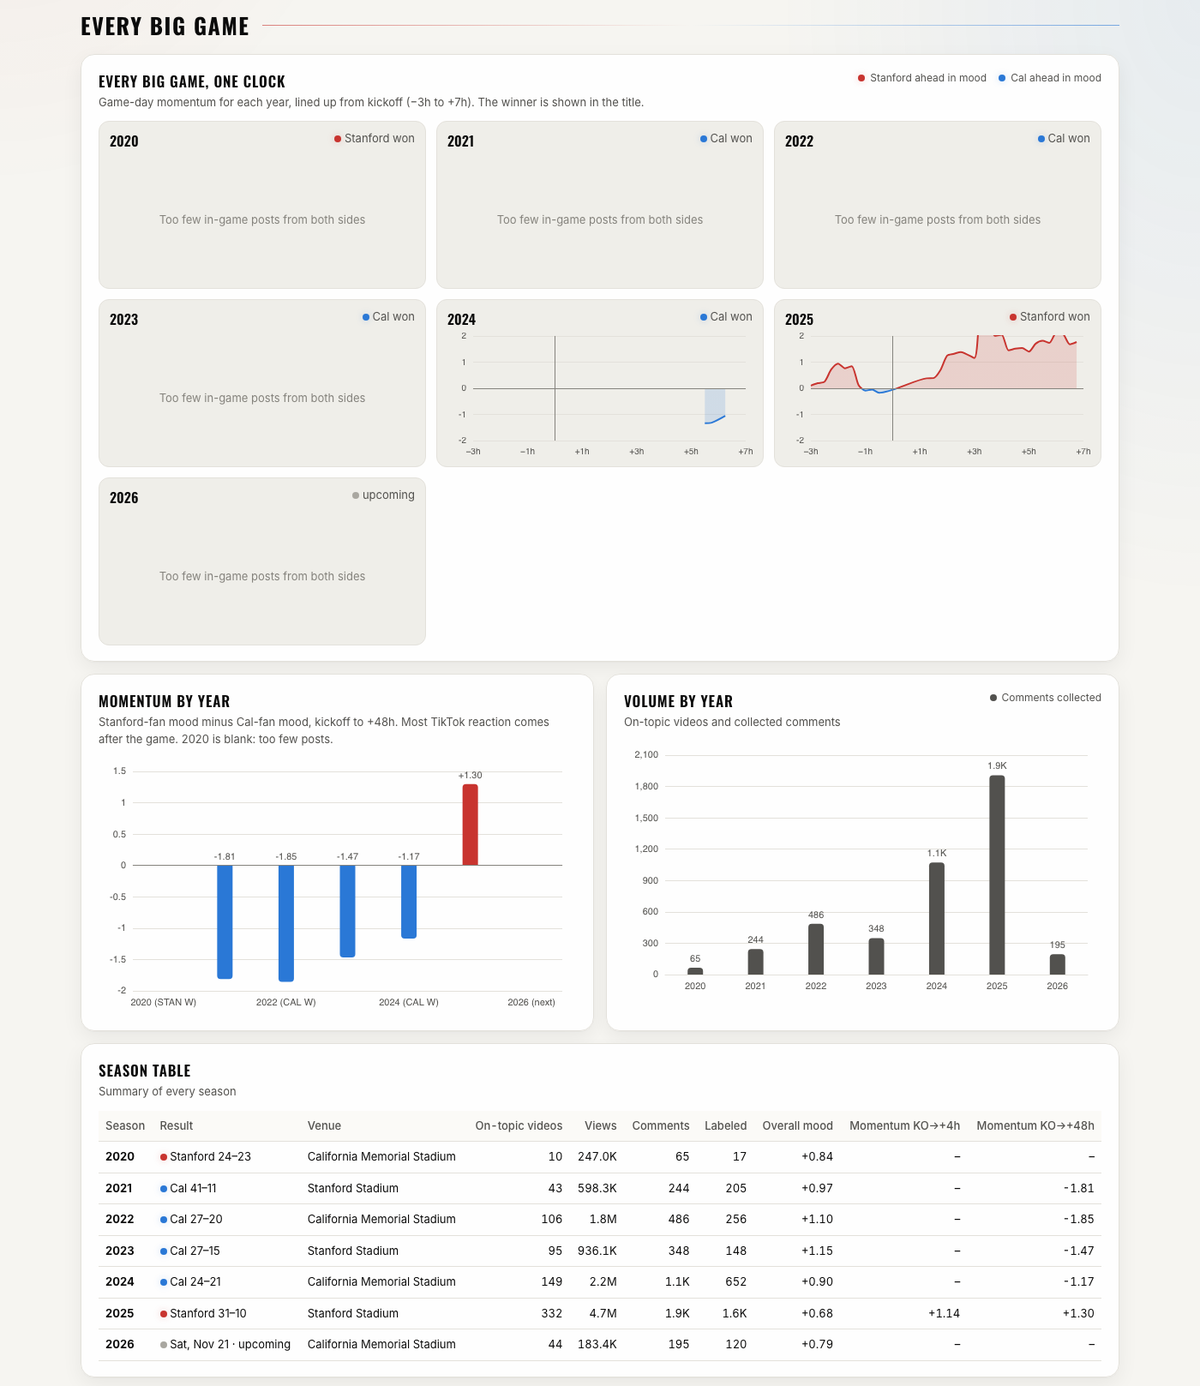 EVERY BIG GAME
EVERY BIG GAME, ONE CLOCK
Stanford ahead in mood Cal ahead in mood
Game-day momentum for each year, lined up from kickoff (−3h to +7h). The winner is shown in the title.
2020 Stanford won
Too few in-game posts from both sides
2021 Cal won
Too few in-game posts from both sides
2022 Cal won
Too few in-game posts from both sides
2023 Cal won
Too few in-game posts from both sides
2024 Cal won
2
1
0
-1
-2
−3h −1h +1h +3h +5h +7h
2025 Stanford won
2
1
0
-1
-2
−3h −1h +1h +3h +5h +7h
2026 upcoming
Too few in-game posts from both sides
MOMENTUM BY YEAR
Stanford-fan mood minus Cal-fan mood, kickoff to +48h. Most TikTok reaction comes
after the game. 2020 is blank: too few posts.
+1.30
1.5
1
0.5
-1.81 -1.85 -1.47 -1.17
0
-0.5
-1
-1.5
-2
2020 (STAN W) 2022 (CAL W) 2024 (CAL W) 2026 (next)
VOLUME BY YEAR
Comments collected
On-topic videos and collected comments
2,100
1.9K
1,800
1,500
1,200
1.1K
900
600
486
348
300
244
195
65
0
2020 2021 2022 2023 2024 2025 2026
SEASON TABLE
Summary of every season
Season Result Venue On-topic videos Views Comments Labeled Overall mood Momentum KO→+4h Momentum KO→+48h
2020 Stanford 24–23 California Memorial Stadium 10 247.0K 65 17 +0.84 – –
2021 Cal 41–11 Stanford Stadium 43 598.3K 244 205 +0.97 – -1.81
2022 Cal 27–20 California Memorial Stadium 106 1.8M 486 256 +1.10 – -1.85
2023 Cal 27–15 Stanford Stadium 95 936.1K 348 148 +1.15 – -1.47
2024 Cal 24–21 California Memorial Stadium 149 2.2M 1.1K 652 +0.90 – -1.17
2025 Stanford 31–10 Stanford Stadium 332 4.7M 1.9K 1.6K +0.68 +1.14 +1.30
2026 Sat, Nov 21 · upcoming California Memorial Stadium 44 183.4K 195 120 +0.79 – –